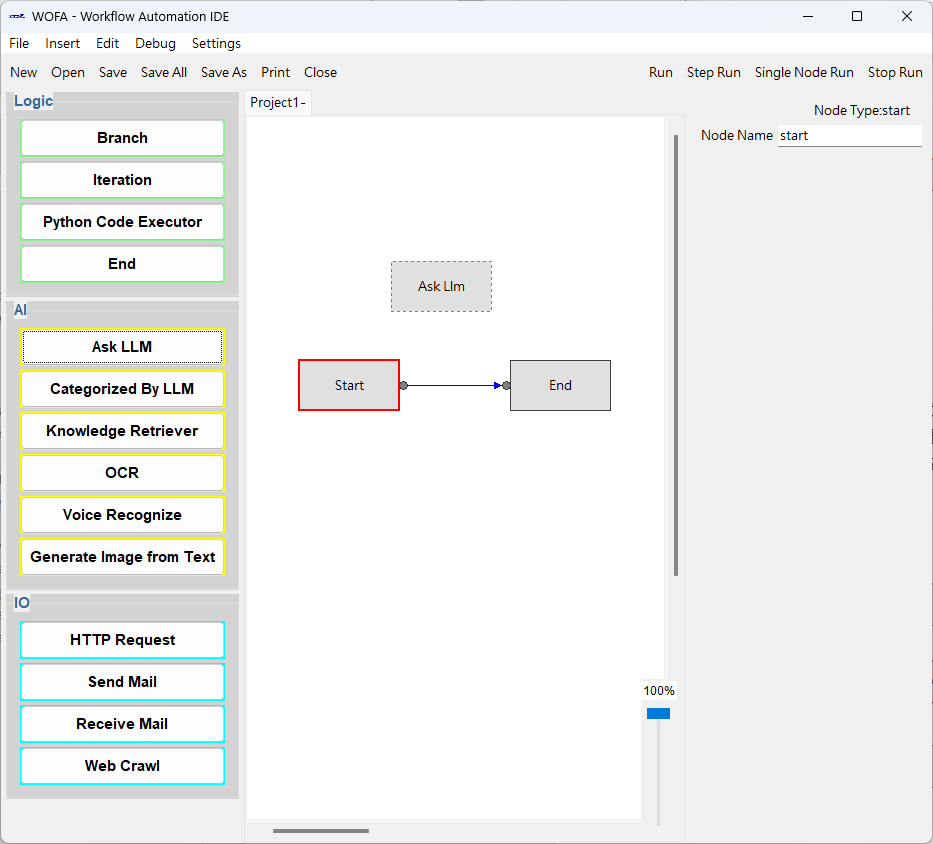 WOFA - Workflow Automation IDE
File Insert Edit Debug Settings
New Open Save Save All Save As Print Close Run Step Run Single Node Run Stop Run
Logic
Branch
Iteration
Python Code Executor
End
AI
Ask LLM
Categorized By LLM
Knowledge Retriever
OCR
Voice Recognize
Generate Image from Text
IO
HTTP Request
Send Mail
Receive Mail
Web Crawl
Project1-
Ask Llm
Start
End
100%
Node Type:start
Node Name start